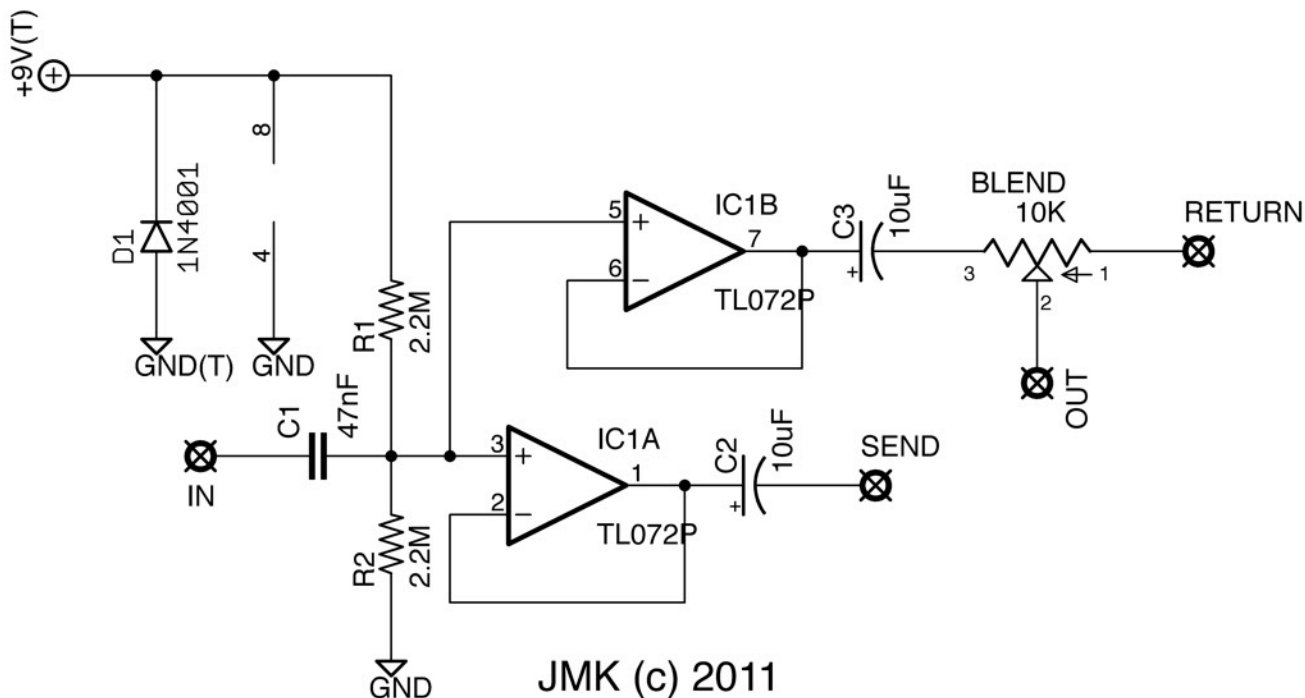 +9V(T)
8
4
D1
1N4001
GND(T)
GND
R1
2.2M
C1
47nF
IN
R2
2.2M
GND
5
6
+
−
IC1B
7
TL072P
C3
10uF
+
BLEND
10K
3
1
2
RETURN
OUT
3
2
+
−
IC1A
1
TL072P
C2
10uF
+
SEND
JMK (c) 2011